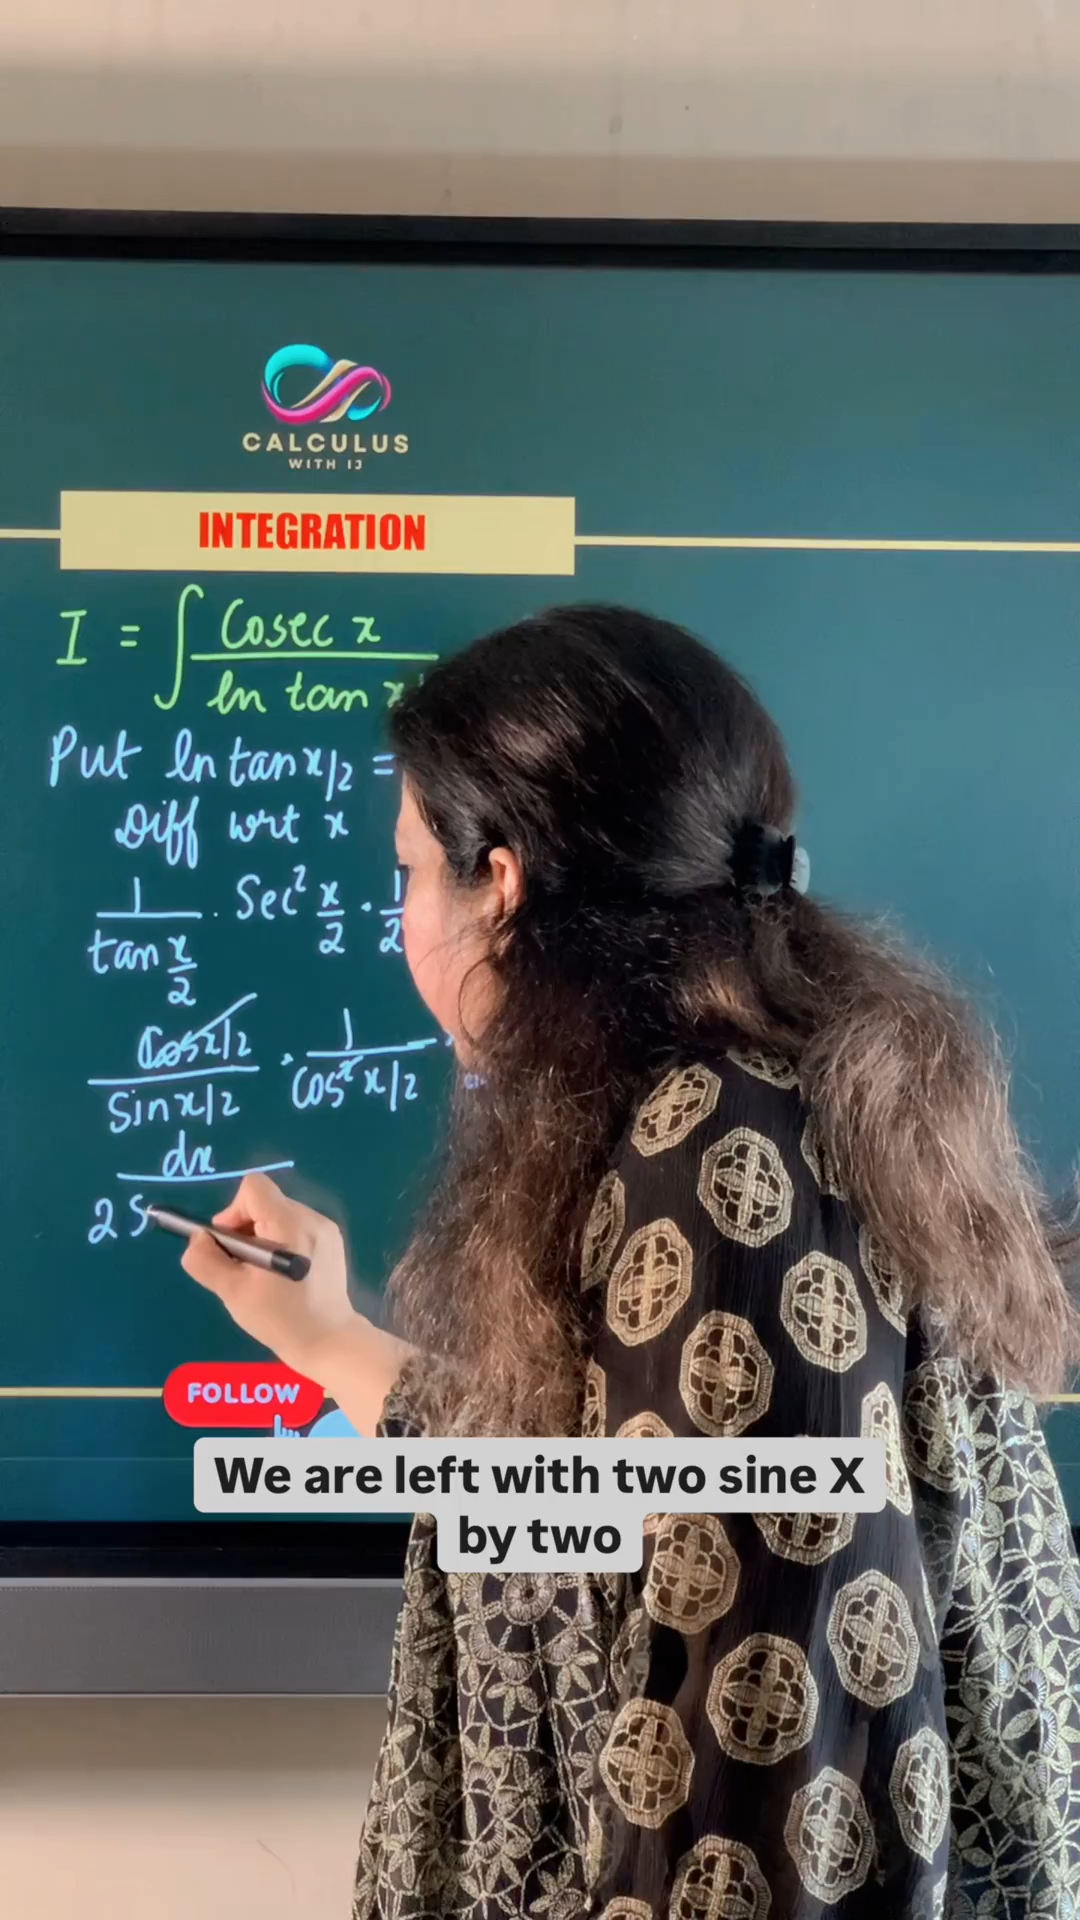 CALCULUS
WITH IJ
INTEGRATION
I = ∫ Cosec x / ln tan x
Put ln tan x/2 =
Diff wrt x
1 / tan x/2 . Sec² x/2 . 1/2
Cos x/2 / Sin x/2 . 1 / Cos² x/2
dx
2 S
FOLLOW
We are left with two sine X
by two